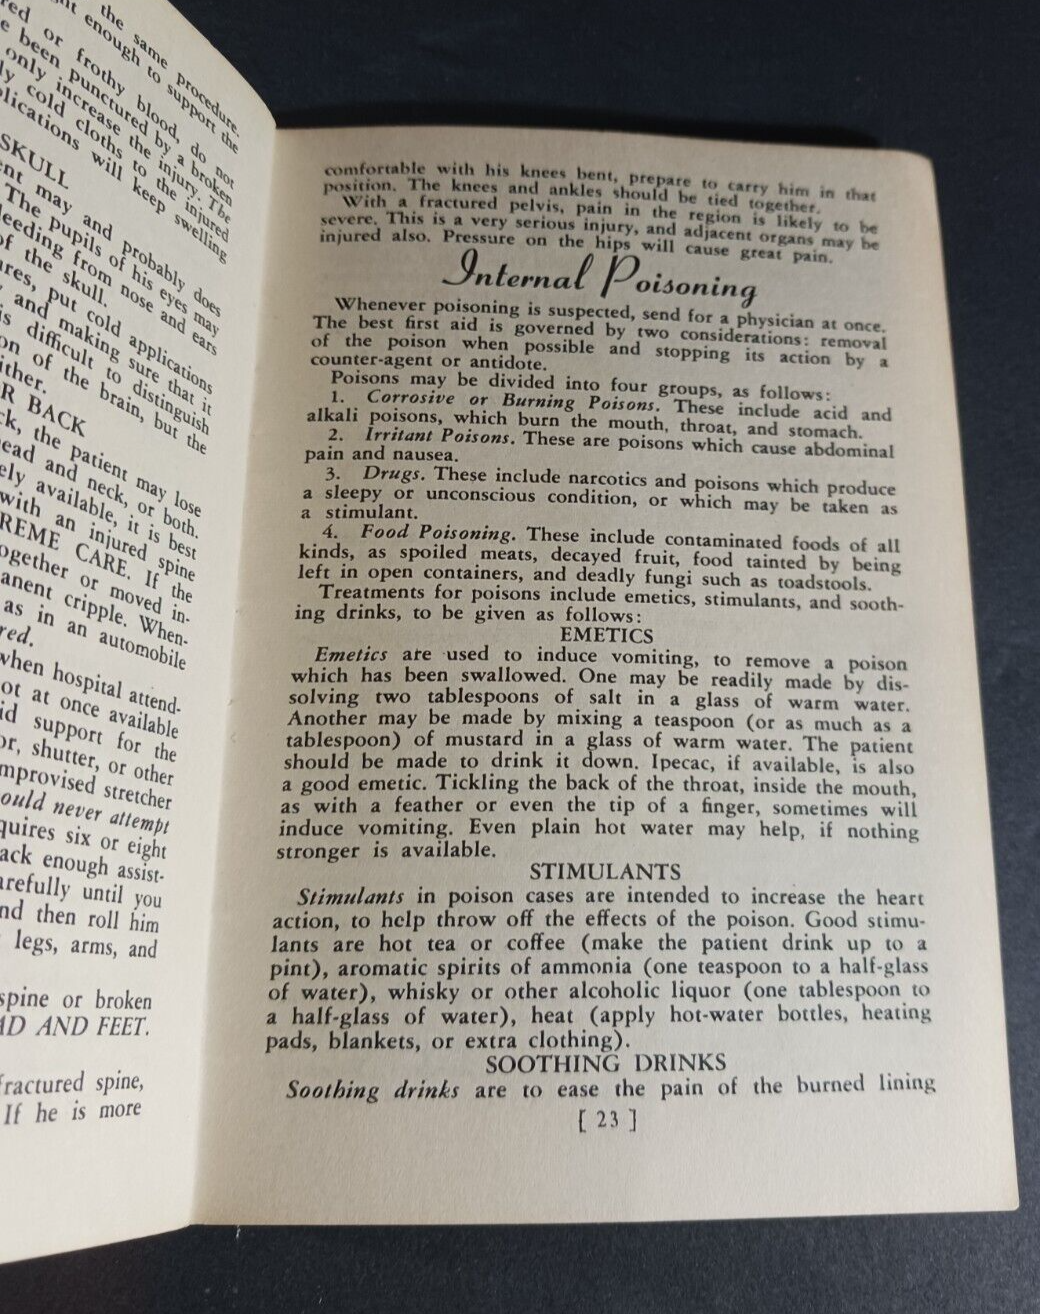 the same procedure.
enough to support the
or frothy blood, do not
been punctured by a broken
only increase the injury. The
cold cloths to the injured
will keep swelling
SKULL
may and probably does
The pupils of his eyes may
from nose and ears
of the skull.
put cold applications
and making sure that it
is difficult to distinguish
of the brain, but the
BACK
the patient may lose
and neck, or both.
available, it is best
with an injured spine
CARE. If the
or moved in-
cripple. When-
as in an automobile
when hospital attend-
at once available
support for the
shutter, or other
stretcher
never attempt
six or eight
enough assist-
until you
then roll him
legs, arms, and
spine or broken
AND FEET.
spine,
If he is more
comfortable with his knees bent, prepare to carry him in that
position. The knees and ankles should be tied together.
With a fractured pelvis, pain in the region is likely to be
severe. This is a very serious injury, and adjacent organs may be
injured also. Pressure on the hips will cause great pain.
Internal Poisoning
Whenever poisoning is suspected, send for a physician at once.
The best first aid is governed by two considerations: removal
of the poison when possible and stopping its action by a
counter-agent or antidote.
Poisons may be divided into four groups, as follows:
1. Corrosive or Burning Poisons. These include acid and
alkali poisons, which burn the mouth, throat, and stomach.
2. Irritant Poisons. These are poisons which cause abdominal
pain and nausea.
3. Drugs. These include narcotics and poisons which produce
a sleepy or unconscious condition, or which may be taken as
a stimulant.
4. Food Poisoning. These include contaminated foods of all
kinds, as spoiled meats, decayed fruit, food tainted by being
left in open containers, and deadly fungi such as toadstools.
Treatments for poisons include emetics, stimulants, and sooth-
ing drinks, to be given as follows:
EMETICS
Emetics are used to induce vomiting, to remove a poison
which has been swallowed. One may be readily made by dis-
solving two tablespoons of salt in a glass of warm water.
Another may be made by mixing a teaspoon (or as much as a
tablespoon) of mustard in a glass of warm water. The patient
should be made to drink it down. Ipecac, if available, is also
a good emetic. Tickling the back of the throat, inside the mouth,
as with a feather or even the tip of a finger, sometimes will
induce vomiting. Even plain hot water may help, if nothing
stronger is available.
STIMULANTS
Stimulants in poison cases are intended to increase the heart
action, to help throw off the effects of the poison. Good stimu-
lants are hot tea or coffee (make the patient drink up to a
pint), aromatic spirits of ammonia (one teaspoon to a half-glass
of water), whisky or other alcoholic liquor (one tablespoon to
a half-glass of water), heat (apply hot-water bottles, heating
pads, blankets, or extra clothing).
SOOTHING DRINKS
Soothing drinks are to ease the pain of the burned lining
[ 23 ]